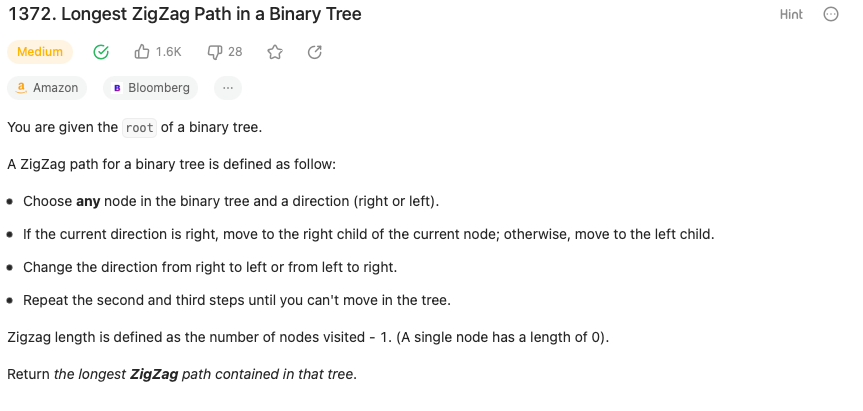 1372. Longest ZigZag Path in a Binary Tree
Hint
Medium
1.6K
28
a Amazon
B Bloomberg
...
You are given the root of a binary tree.
A ZigZag path for a binary tree is defined as follow:
• Choose any node in the binary tree and a direction (right or left).
• If the current direction is right, move to the right child of the current node; otherwise, move to the left child.
• Change the direction from right to left or from left to right.
• Repeat the second and third steps until you can't move in the tree.
Zigzag length is defined as the number of nodes visited - 1. (A single node has a length of 0).
Return the longest ZigZag path contained in that tree.